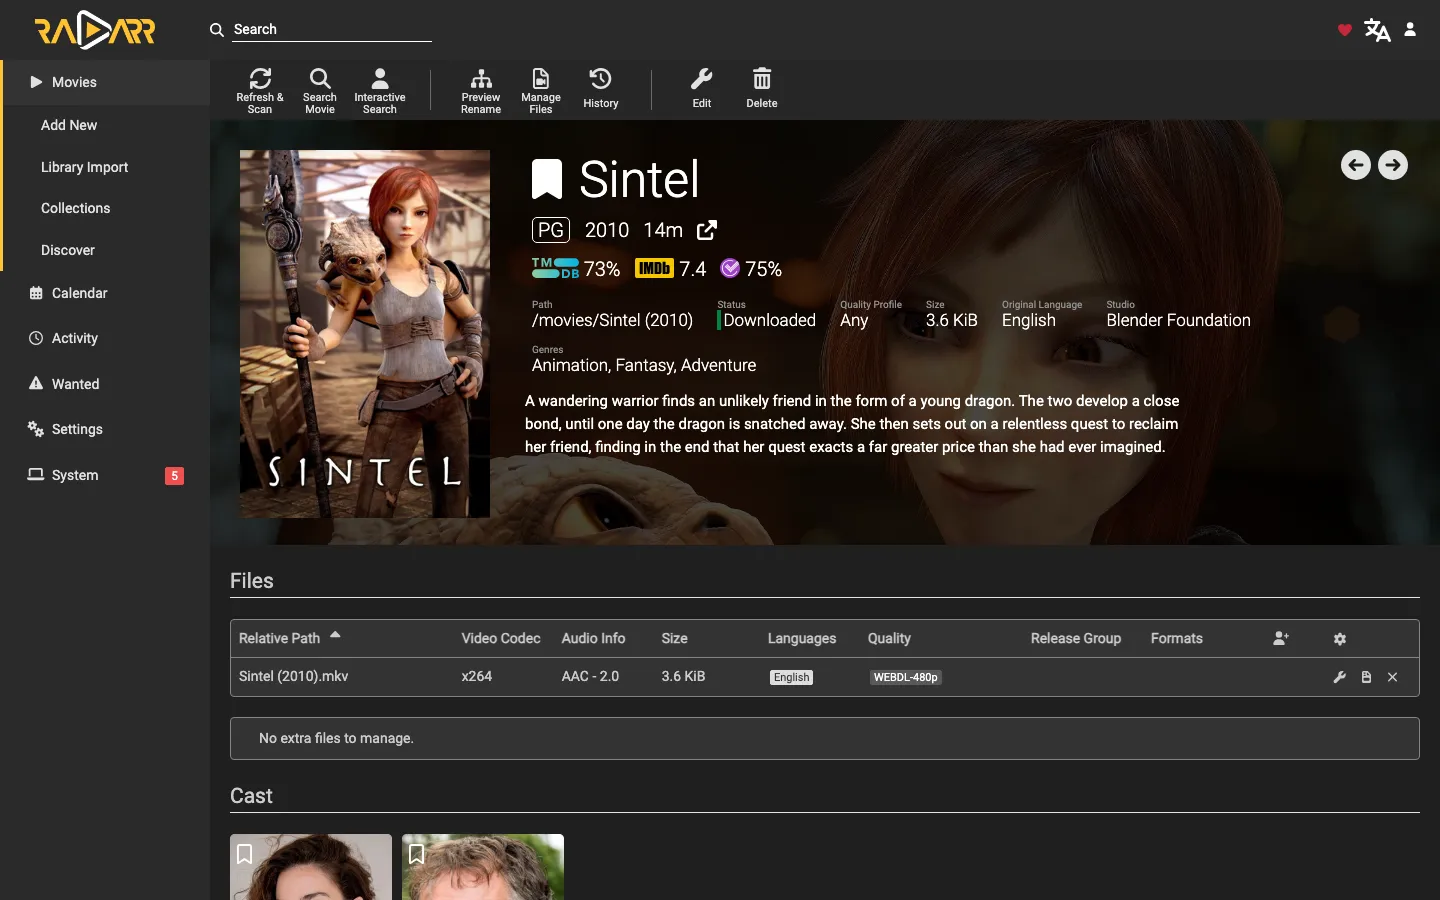 RADARR
Search
Movies
Add New
Library Import
Collections
Discover
Calendar
Activity
Wanted
Settings
System 5
Refresh & Scan
Search Movie
Interactive Search
Preview Rename
Manage Files
History
Edit
Delete
SINTEL
Sintel
PG 2010 14m
TMDB 73% IMDb 7.4 75%
Path
/movies/Sintel (2010)
Status
Downloaded
Quality Profile
Any
Size
3.6 KiB
Original Language
English
Studio
Blender Foundation
Genres
Animation, Fantasy, Adventure
A wandering warrior finds an unlikely friend in the form of a young dragon. The two develop a close
bond, until one day the dragon is snatched away. She then sets out on a relentless quest to reclaim
her friend, finding in the end that her quest exacts a far greater price than she had ever imagined.
Files
Relative Path Video Codec Audio Info Size Languages Quality Release Group Formats
Sintel (2010).mkv x264 AAC - 2.0 3.6 KiB English WEBDL-480p
No extra files to manage.
Cast